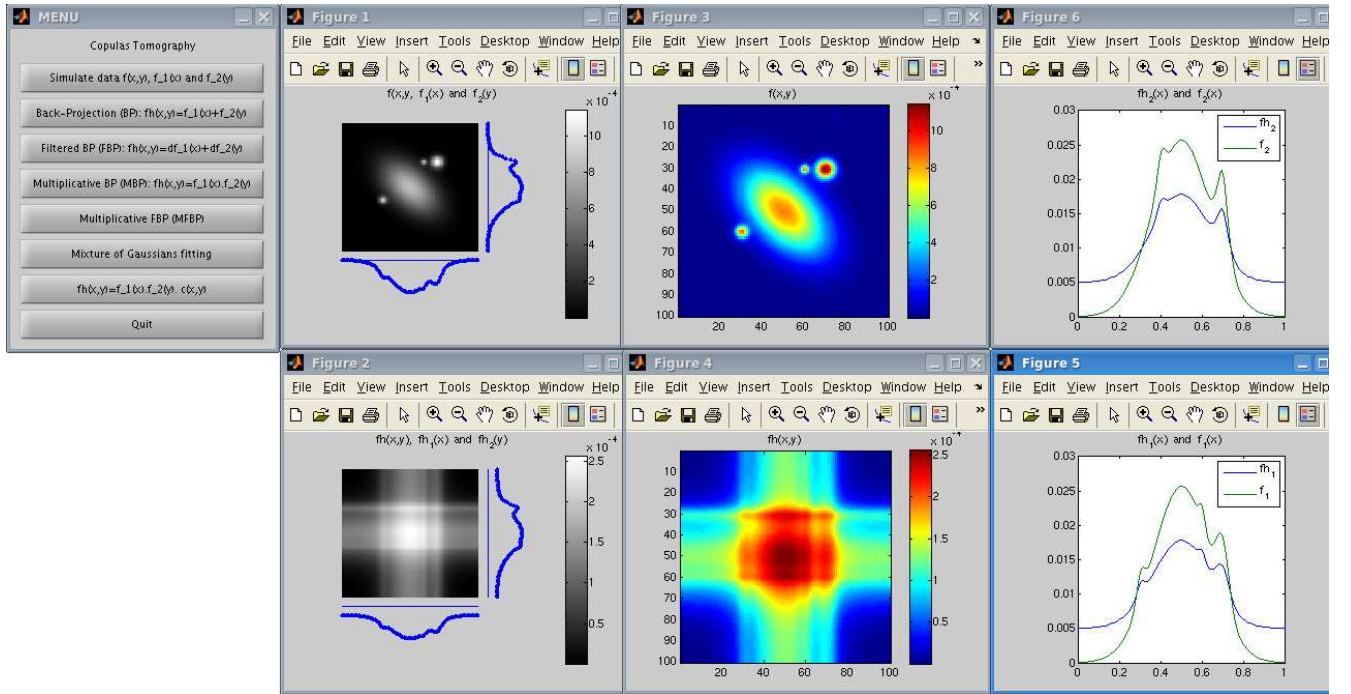 MENU
Copulas Tomography
Simulate data f(x,y), f_1(x) and f_2(y)
Back-Projection (BP): fh(x,y)=f_1(x)+f_2(y)
Filtered BP (FBP): fh(x,y)=df_1(x)+df_2(y)
Multiplicative BP (MBP): fh(x,y)=f_1(x).f_2(y)
Multiplicative FBP (MFBP)
Mixture of Gaussians fitting
fh(x,y)=f_1(x).f_2(y). c(x,y)
Quit
Figure 1
File Edit View Insert Tools Desktop Window Help
f(x,y, f1(x) and f2(y)
x 10-4
10
8
6
4
2
Figure 3
File Edit View Insert Tools Desktop Window Help
f(x,y)
x 10-4
10
20
30
40
50
60
70
80
90
100
20 40 60 80 100
10
8
6
4
2
0
Figure 6
File Edit View Insert Tools Desktop Window Help
fh2(x) and f2(x)
0.03
0.025
0.02
0.015
0.01
0.005
0
0 0.2 0.4 0.6 0.8 1
fh2
f2
Figure 2
File Edit View Insert Tools Desktop Window Help
fh(x,y), fh1(x) and fh2(y)
x 10-4
2.5
2
1.5
1
0.5
Figure 4
File Edit View Insert Tools Desktop Window Help
fh(x,y)
x 10-4
10
20
30
40
50
60
70
80
90
100
20 40 60 80 100
2.5
2
1.5
1
0.5
Figure 5
File Edit View Insert Tools Desktop Window Help
fh1(x) and f1(x)
0.03
0.025
0.02
0.015
0.01
0.005
0
0 0.2 0.4 0.6 0.8 1
fh1
f1